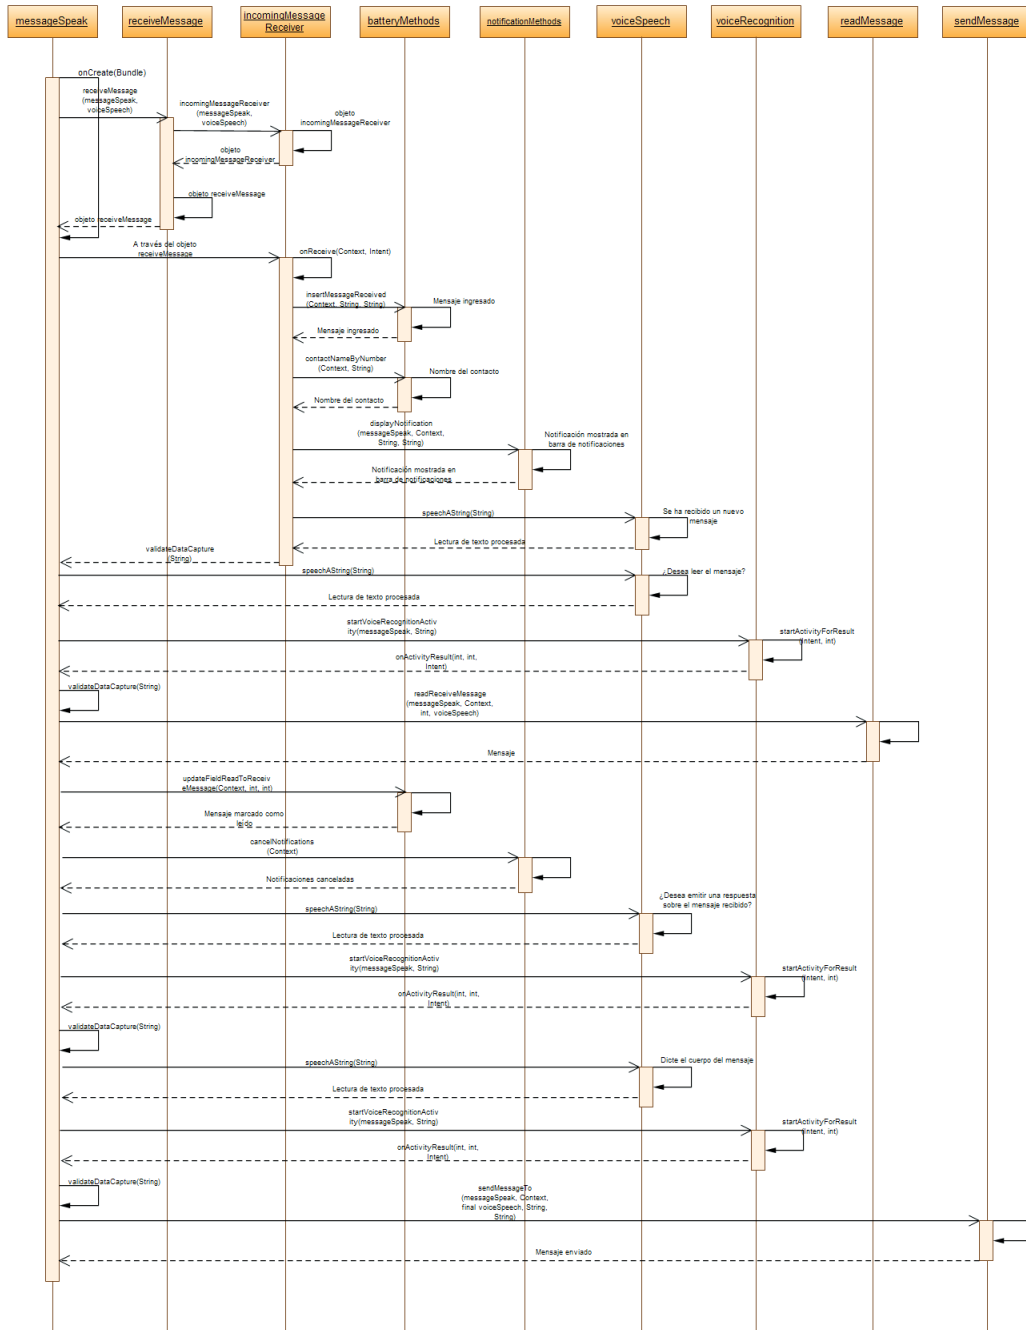 messageSpeak
receiveMessage
incomingMessage
Receiver
batteryMethods
notificationMethods
voiceSpeech
voiceRecognition
readMessage
sendMessage
onCreate(Bundle)
receiveMessage
(messageSpeak,
voiceSpeech)
incomingMessageReceiver
(messageSpeak,
voiceSpeech)
objeto
incomingMessageReceiver
objeto
incomingMessageReceiver
objeto receiveMessage
objeto receiveMessage
A través del objeto
receiveMessage
onReceive(Context, Intent)
insertMessageReceived
(Context, String, String)
Mensaje ingresado
Mensaje ingresado
contactNameByNumber
(Context, String)
Nombre del contacto
Nombre del contacto
displayNotification
(messageSpeak, Context,
String, String)
Notificación mostrada en
barra de notificaciones
Notificación mostrada en
barra de notificaciones
speechAString(String)
Se ha recibido un nuevo
mensaje
Lectura de texto procesada
validateDataCapture
(String)
speechAString(String)
¿Desea leer el mensaje?
Lectura de texto procesada
startVoiceRecognitionActiv
ity(messageSpeak, String)
startActivityForResult
(Intent, int)
onActivityResult(int, int,
Intent)
validateDataCapture(String)
readReceiveMessage
(messageSpeak, Context,
int, voiceSpeech)
Mensaje
updateFieldReadToReceiv
eMessage(Context, int, int)
Mensaje marcado como
leído
cancelNotifications
(Context)
Notificaciones canceladas
speechAString(String)
¿Desea emitir una respuesta
sobre el mensaje recibido?
Lectura de texto procesada
startVoiceRecognitionActiv
ity(messageSpeak, String)
startActivityForResult
(Intent, int)
onActivityResult(int, int,
Intent)
validateDataCapture(String)
speechAString(String)
Dicte el cuerpo del mensaje
Lectura de texto procesada
startVoiceRecognitionActiv
ity(messageSpeak, String)
startActivityForResult
(Intent, int)
onActivityResult(int, int,
Intent)
validateDataCapture(String)
sendMessageTo
(messageSpeak, Context,
final voiceSpeech, String,
String)
Mensaje enviado